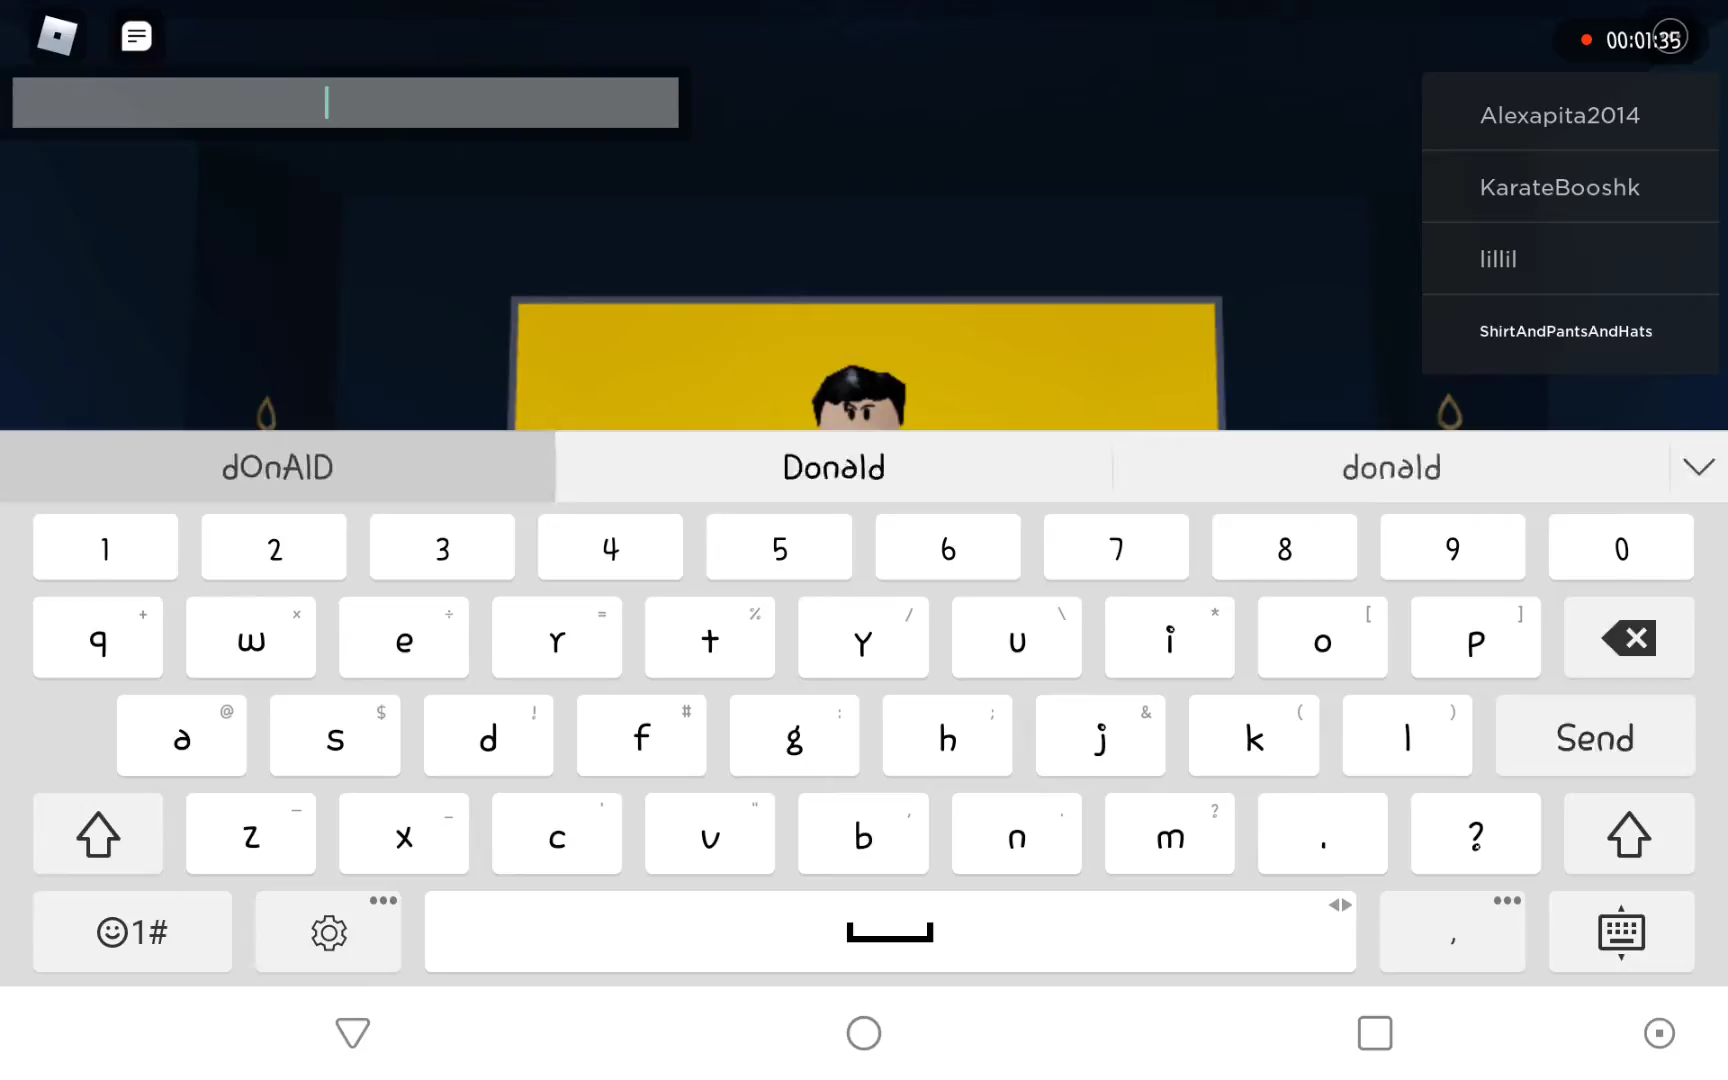 00:01:35
Alexapita2014
KarateBooshk
lillil
ShirtAndPantsAndHats
dOnAlD Donald donald
1 2 3 4 5 6 7 8 9 0
q + w × e ÷ r = t % y / u \ i * o [ p ]
a @ s $ d ! f # g : h ; j & k ( l ) Send
z – x _ c ' v " b , n . m ? . ?
1# ,